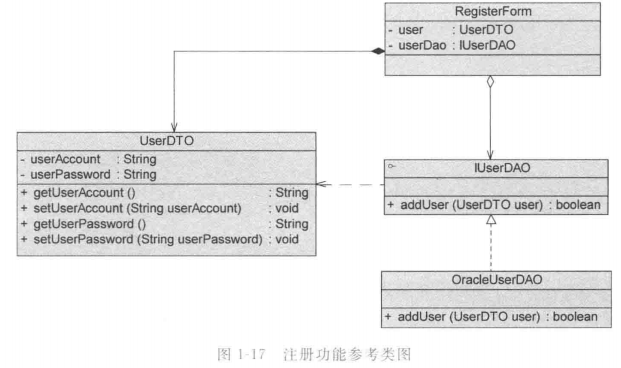 RegisterForm
- user : UserDTO
- userDao : IUserDAO
UserDTO
- userAccount : String
- userPassword : String
+ getUserAccount () : String
+ setUserAccount (String userAccount) : void
+ getUserPassword () : String
+ setUserPassword (String userPassword) : void
IUserDAO
+ addUser (UserDTO user) : boolean
OracleUserDAO
+ addUser (UserDTO user) : boolean
图 1-17 注册功能参考类图